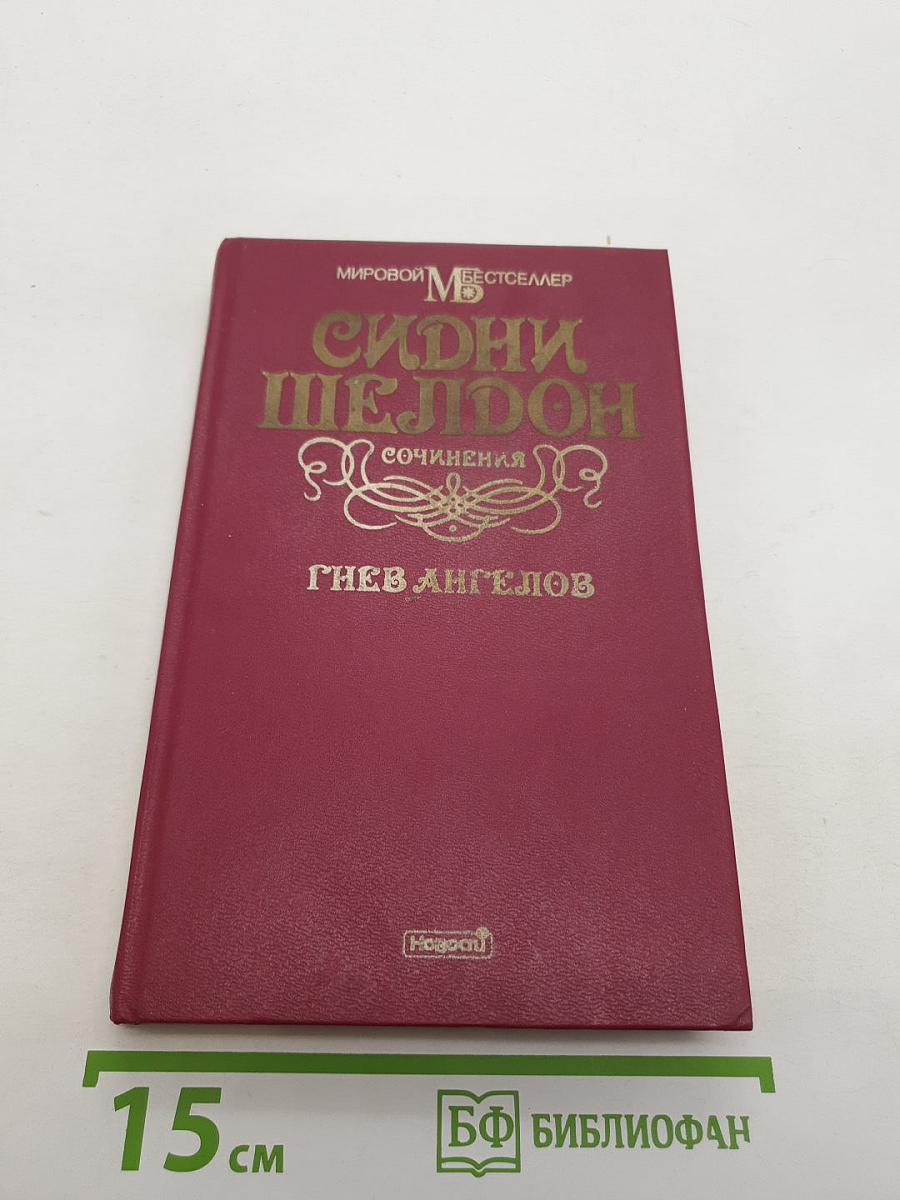 МИРОВОЙ МБ БЕСТСЕЛЛЕР
СИДНИ
ШЕЛДОН
СОЧИНЕНИЯ
ГНЕВ АНГЕЛОВ
Новости
15 см
БФ БИБЛИОФАН